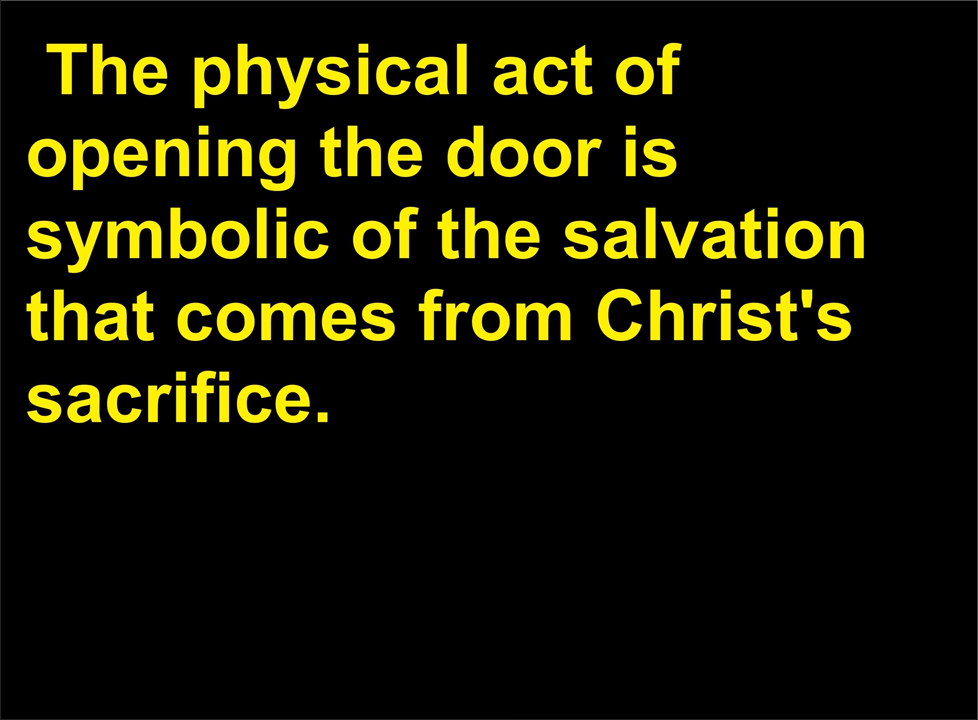 The physical act of
opening the door is
symbolic of the salvation
that comes from Christ's
sacrifice.